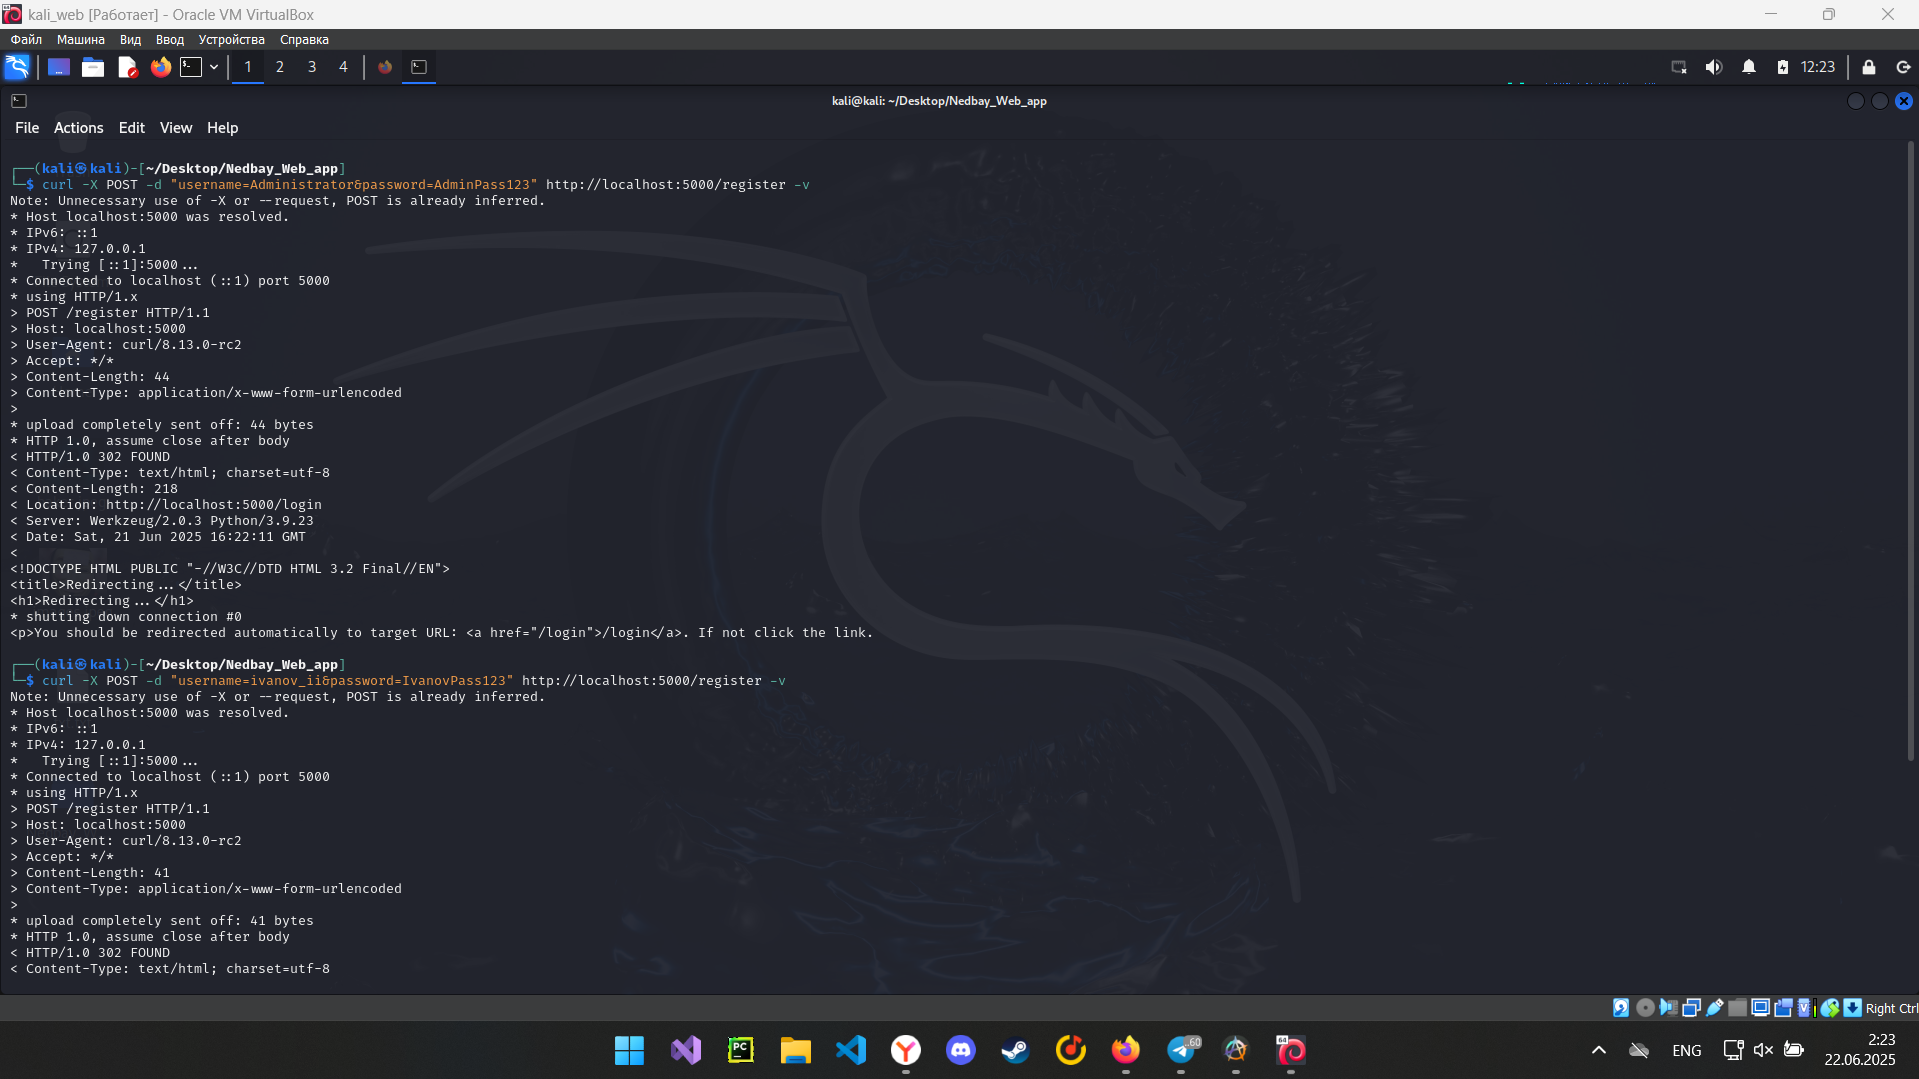 kali_web [Работает] - Oracle VM VirtualBox
Файл Машина Вид Ввод Устройства Справка
1 2 3 4 12:23
kali@kali: ~/Desktop/Nedbay_Web_app
File Actions Edit View Help
┌──(kali㉿kali)-[~/Desktop/Nedbay_Web_app]
└─$ curl -X POST -d "username=Administrator&password=AdminPass123" http://localhost:5000/register -v
Note: Unnecessary use of -X or --request, POST is already inferred.
* Host localhost:5000 was resolved.
* IPv6: ::1
* IPv4: 127.0.0.1
*   Trying [::1]:5000...
* Connected to localhost (::1) port 5000
* using HTTP/1.x
> POST /register HTTP/1.1
> Host: localhost:5000
> User-Agent: curl/8.13.0-rc2
> Accept: */*
> Content-Length: 44
> Content-Type: application/x-www-form-urlencoded
>
* upload completely sent off: 44 bytes
* HTTP 1.0, assume close after body
< HTTP/1.0 302 FOUND
< Content-Type: text/html; charset=utf-8
< Content-Length: 218
< Location: http://localhost:5000/login
< Server: Werkzeug/2.0.3 Python/3.9.23
< Date: Sat, 21 Jun 2025 16:22:11 GMT
<
<!DOCTYPE HTML PUBLIC "-//W3C//DTD HTML 3.2 Final//EN">
<title>Redirecting...</title>
<h1>Redirecting...</h1>
* shutting down connection #0
<p>You should be redirected automatically to target URL: <a href="/login">/login</a>. If not click the link.
┌──(kali㉿kali)-[~/Desktop/Nedbay_Web_app]
└─$ curl -X POST -d "username=ivanov_ii&password=IvanovPass123" http://localhost:5000/register -v
Note: Unnecessary use of -X or --request, POST is already inferred.
* Host localhost:5000 was resolved.
* IPv6: ::1
* IPv4: 127.0.0.1
*   Trying [::1]:5000...
* Connected to localhost (::1) port 5000
* using HTTP/1.x
> POST /register HTTP/1.1
> Host: localhost:5000
> User-Agent: curl/8.13.0-rc2
> Accept: */*
> Content-Length: 41
> Content-Type: application/x-www-form-urlencoded
>
* upload completely sent off: 41 bytes
* HTTP 1.0, assume close after body
< HTTP/1.0 302 FOUND
< Content-Type: text/html; charset=utf-8
Right Ctrl
PC
60
64
ENG
2:23
22.06.2025